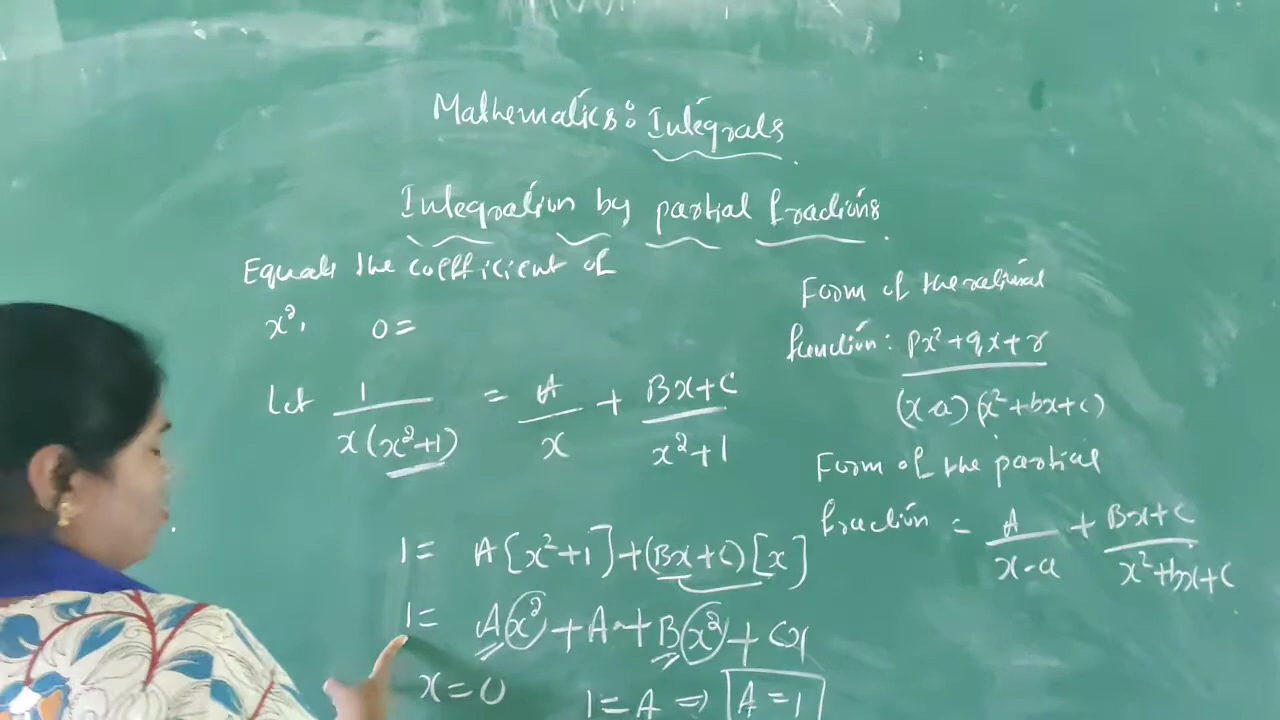 Mathematics: Integrals
Integration by partial fractions
Equals the coefficient of
x². 0=
Let 1/x(x²+1) = A/x + Bx+C/x²+1
1= A[x²+1]+(Bx+C)[x]
1= Ax²+A+Bx²+Cx
x=0 1=A ⇒ A=1
Form of the rational
function: px²+qx+r/(x-a)(x²+bx+c)
Form of the partial
fraction = A/x-a + Bx+C/x²+bx+c